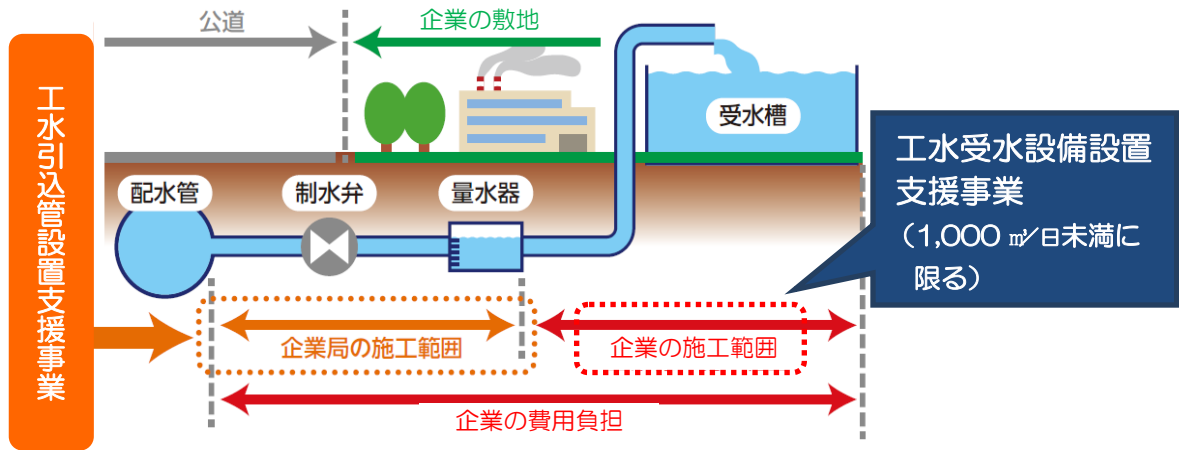 公道
企業の敷地
工水引込管設置支援事業
受水槽
工水受水設備設置
支援事業
（1,000 ㎥/日未満に
限る）
配水管
制水弁
量水器
企業局の施工範囲
企業の施工範囲
企業の費用負担